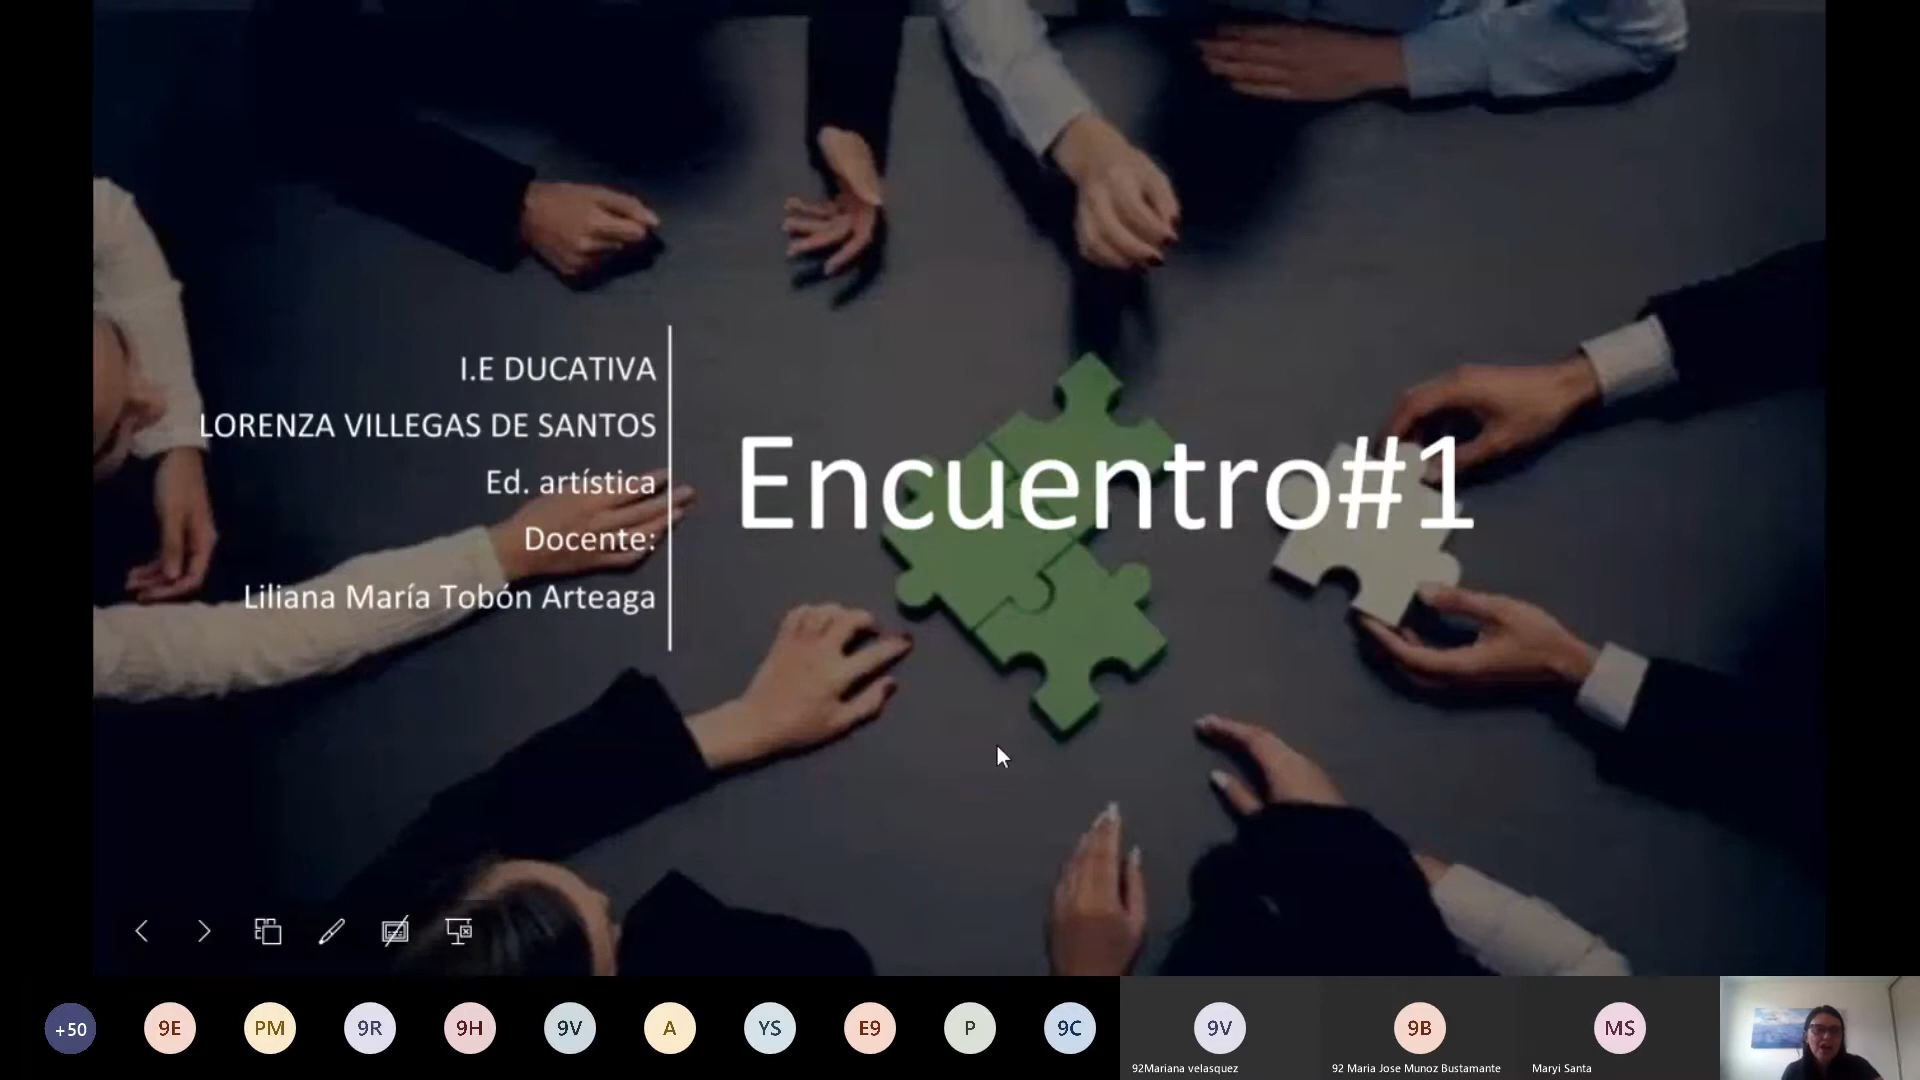 I.E DUCATIVA
LORENZA VILLEGAS DE SANTOS
Ed. artística
Docente:
Liliana María Tobón Arteaga
Encuentro#1
+50
9E
PM
9R
9H
9V
A
YS
E9
P
9C
9V
92Mariana velasquez
9B
92 Maria Jose Munoz Bustamante
MS
Maryi Santa